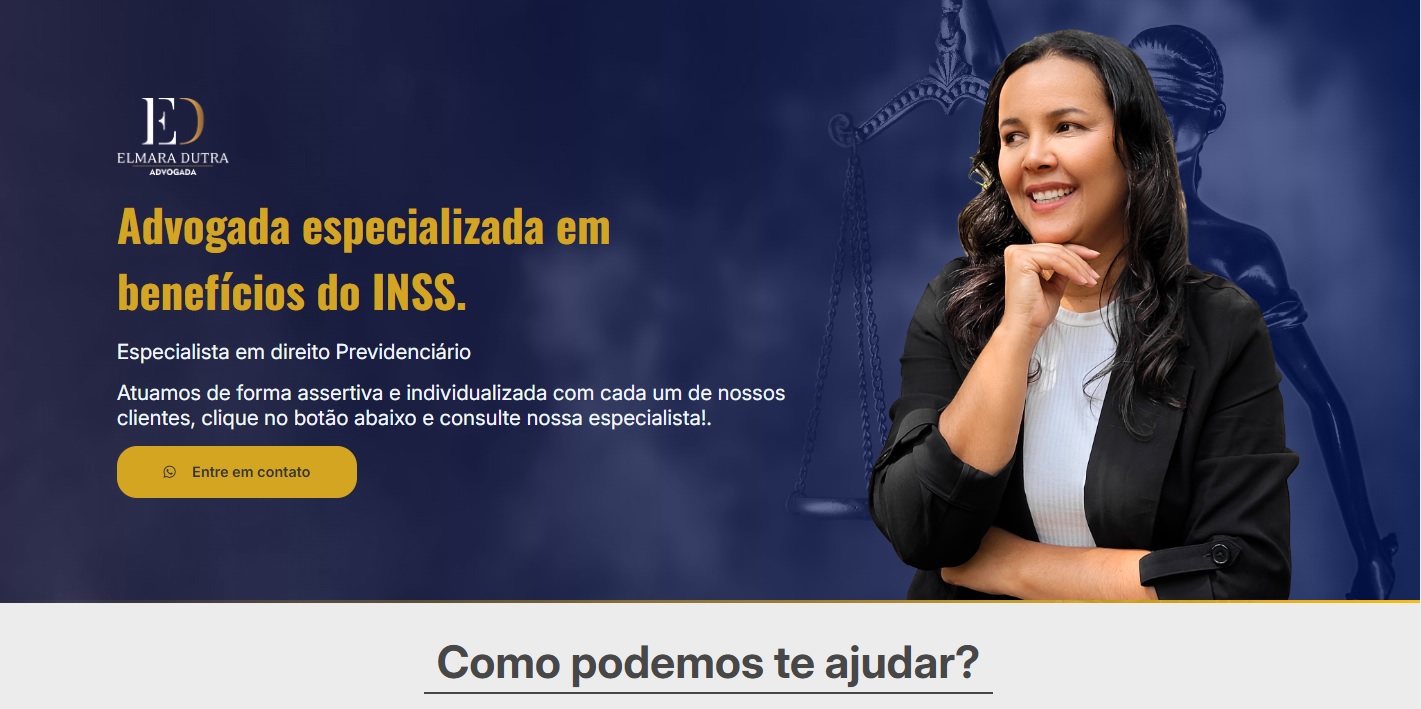 ED
ELMARA DUTRA
ADVOGADA
Advogada especializada em
benefícios do INSS.
Especialista em direito Previdenciário
Atuamos de forma assertiva e individualizada com cada um de nossos
clientes, clique no botão abaixo e consulte nossa especialista!.
Entre em contato
Como podemos te ajudar?